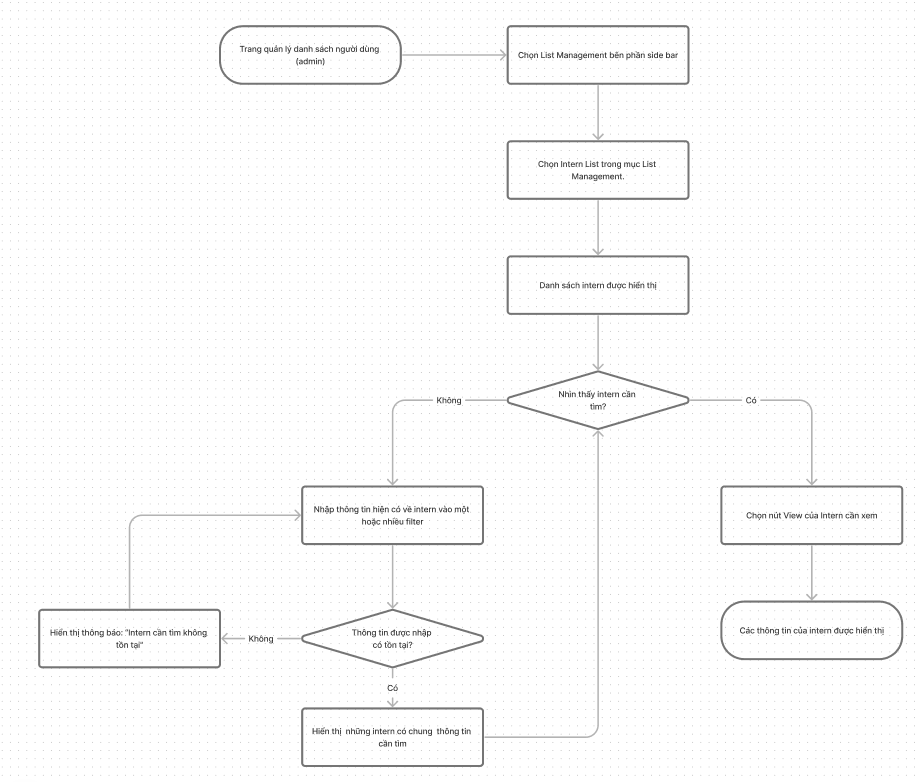 Trang quản lý danh sách người dùng
(admin)
Chọn List Management bên phần side bar
Chọn Intern List trong mục List
Management.
Danh sách intern được hiển thị
Nhìn thấy intern cần
tìm?
Không
Có
Nhập thông tin hiện có về intern vào một
hoặc nhiều filter
Chọn nút View của Intern cần xem
Hiển thị thông báo: "Intern cần tìm không
tồn tại"
Không
Thông tin được nhập
có tồn tại?
Các thông tin của intern được hiển thị
Có
Hiển thị  những intern có chung  thông tin
cần tìm